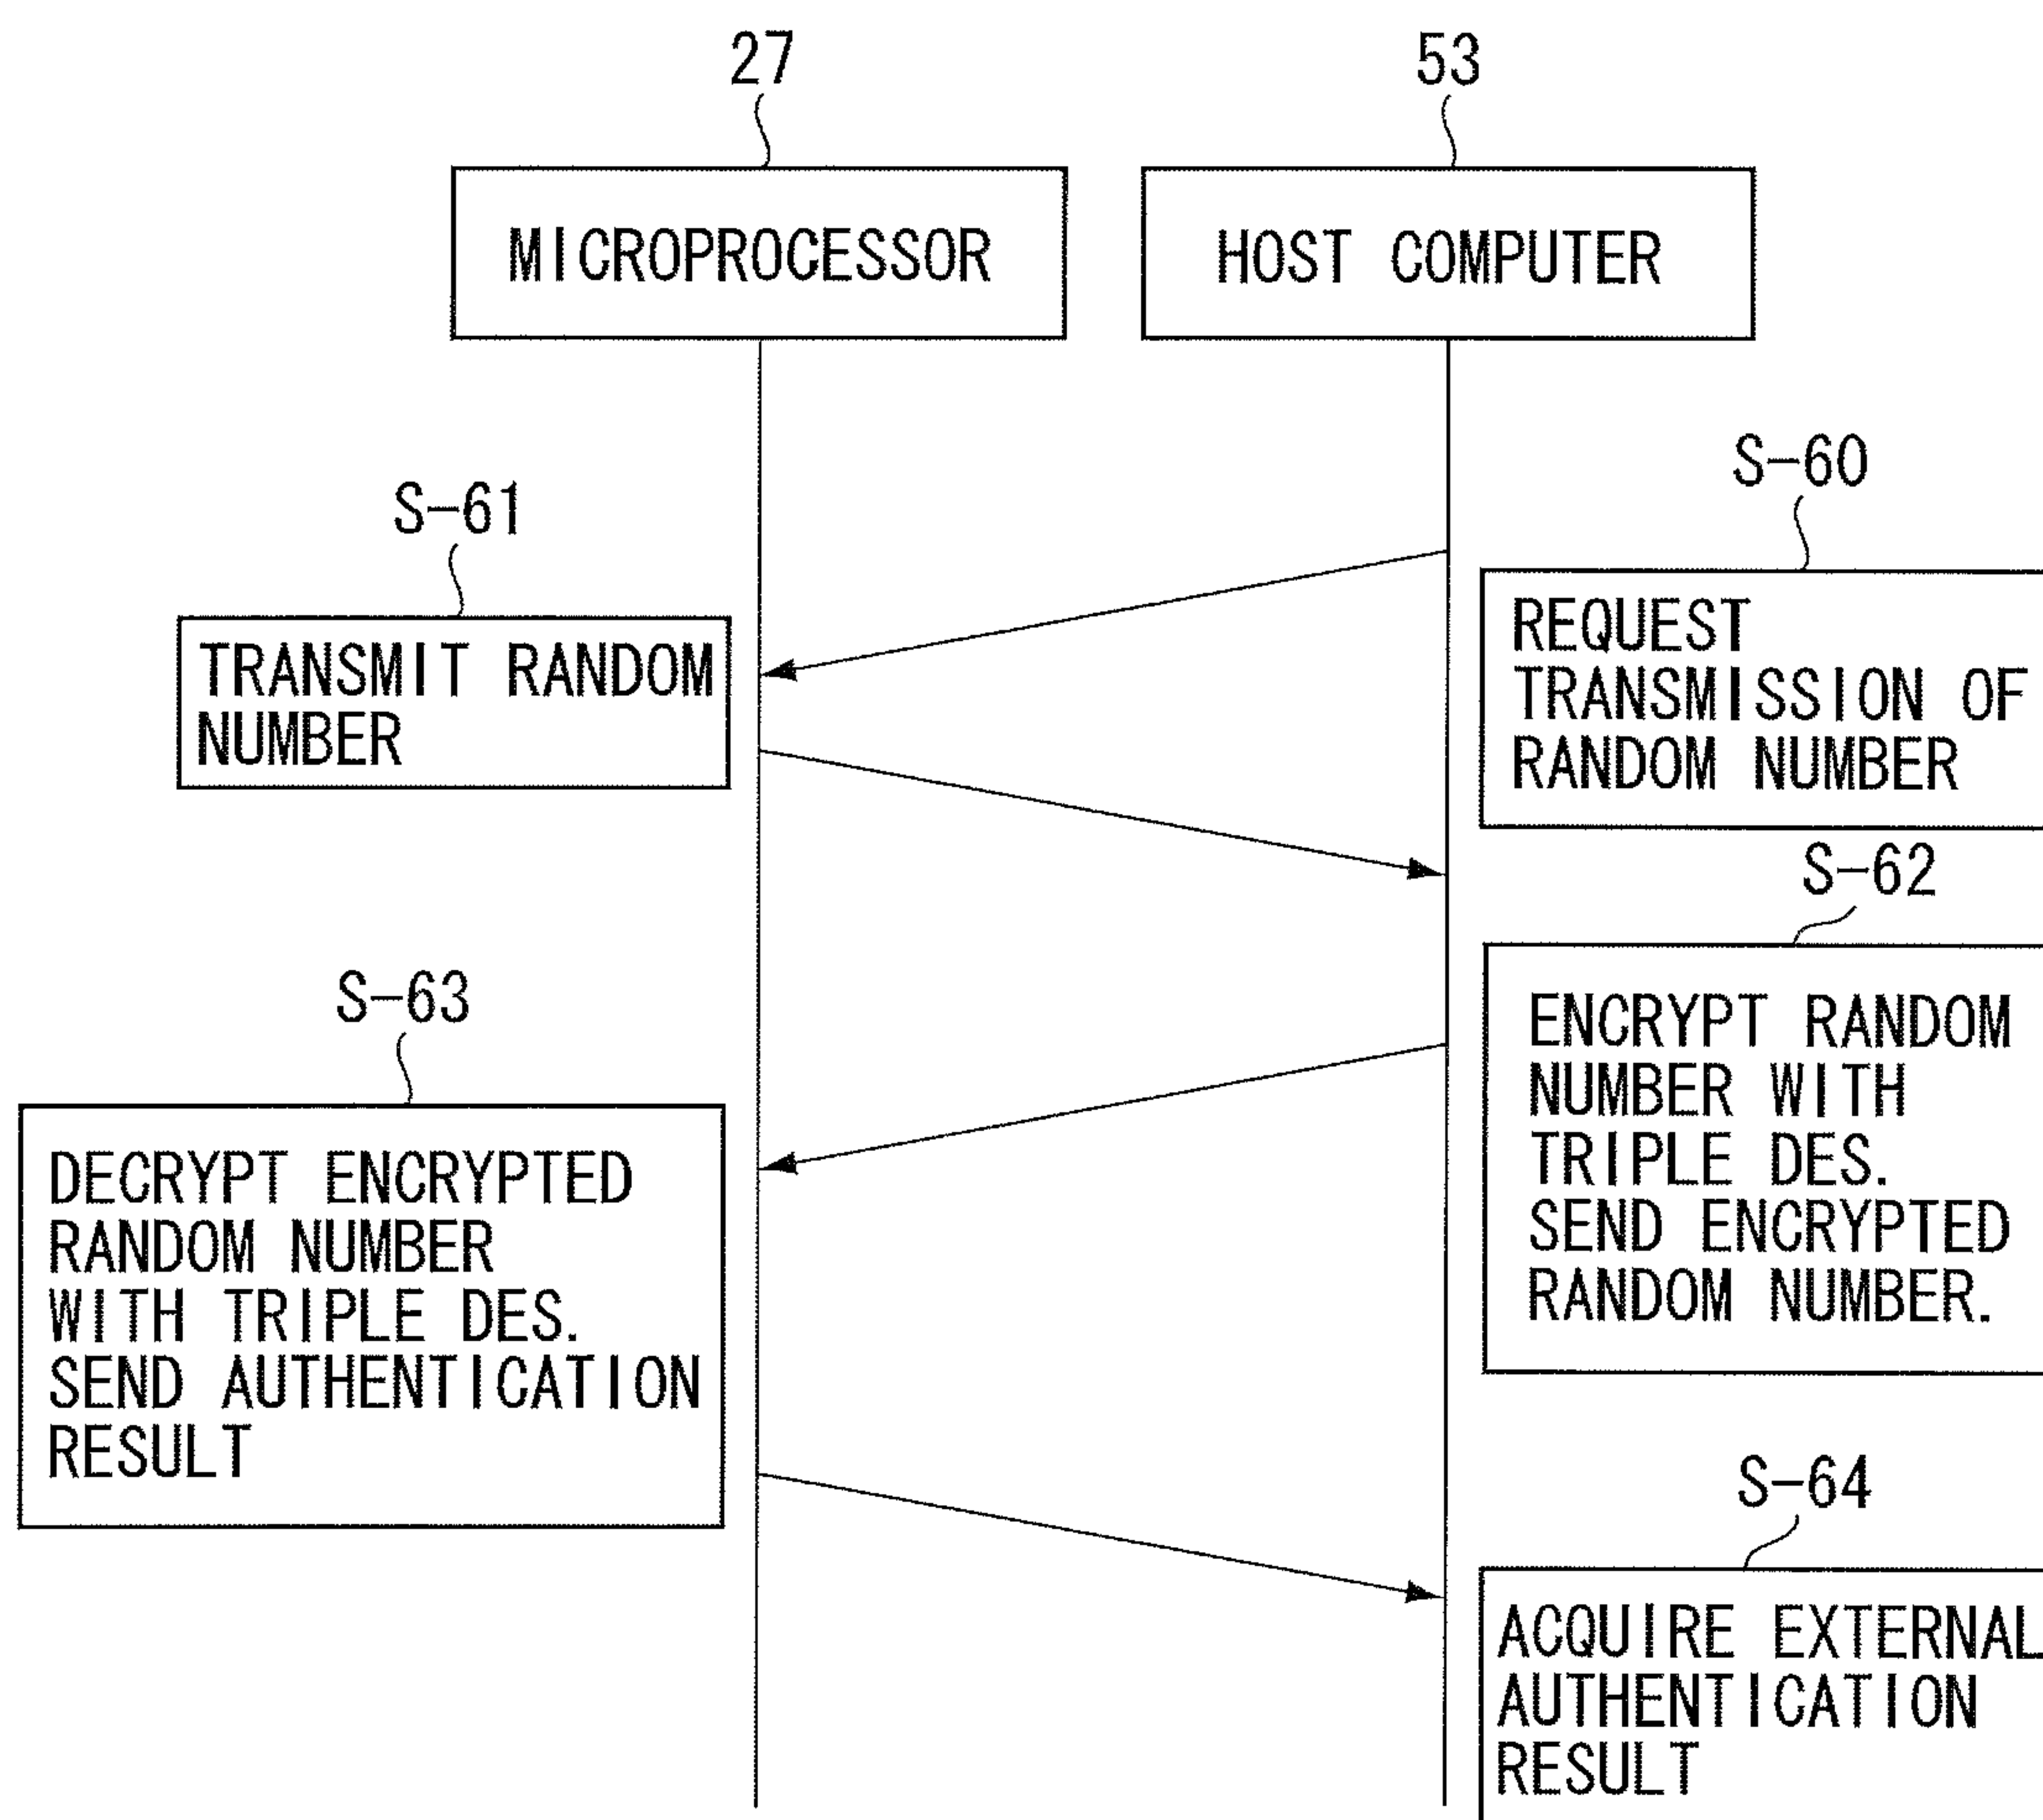 27
53
MICROPROCESSOR
HOST COMPUTER
S-60
S-61
REQUEST
TRANSMISSION OF
RANDOM NUMBER
TRANSMIT RANDOM
NUMBER
S-62
ENCRYPT RANDOM
NUMBER WITH
TRIPLE DES.
SEND ENCRYPTED
RANDOM NUMBER.
S-63
DECRYPT ENCRYPTED
RANDOM NUMBER
WITH TRIPLE DES.
SEND AUTHENTICATION
RESULT
S-64
ACQUIRE EXTERNAL
AUTHENTICATION
RESULT